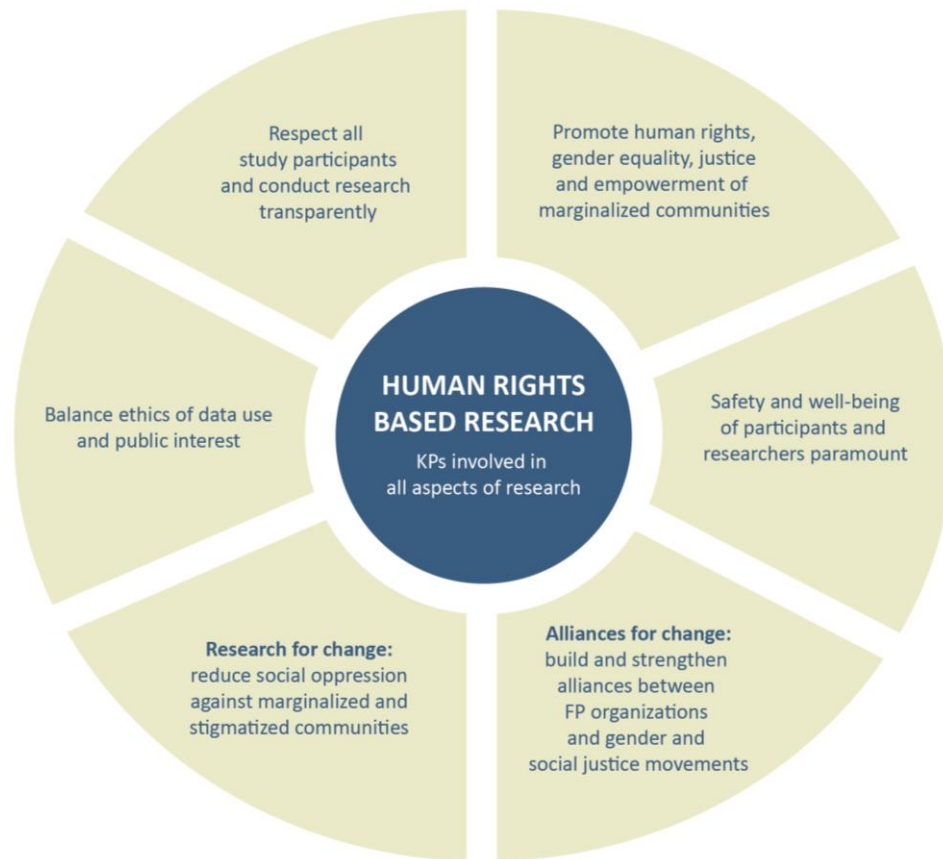 Respect all
study participants
and conduct research
transparently
Promote human rights,
gender equality, justice
and empowerment of
marginalized communities
Balance ethics of data use
and public interest
HUMAN RIGHTS
BASED RESEARCH
KPs involved in
all aspects of research
Safety and well-being
of participants and
researchers paramount
Research for change:
reduce social oppression
against marginalized and
stigmatized communities
Alliances for change:
build and strengthen
alliances between
FP organizations
and gender and
social justice movements